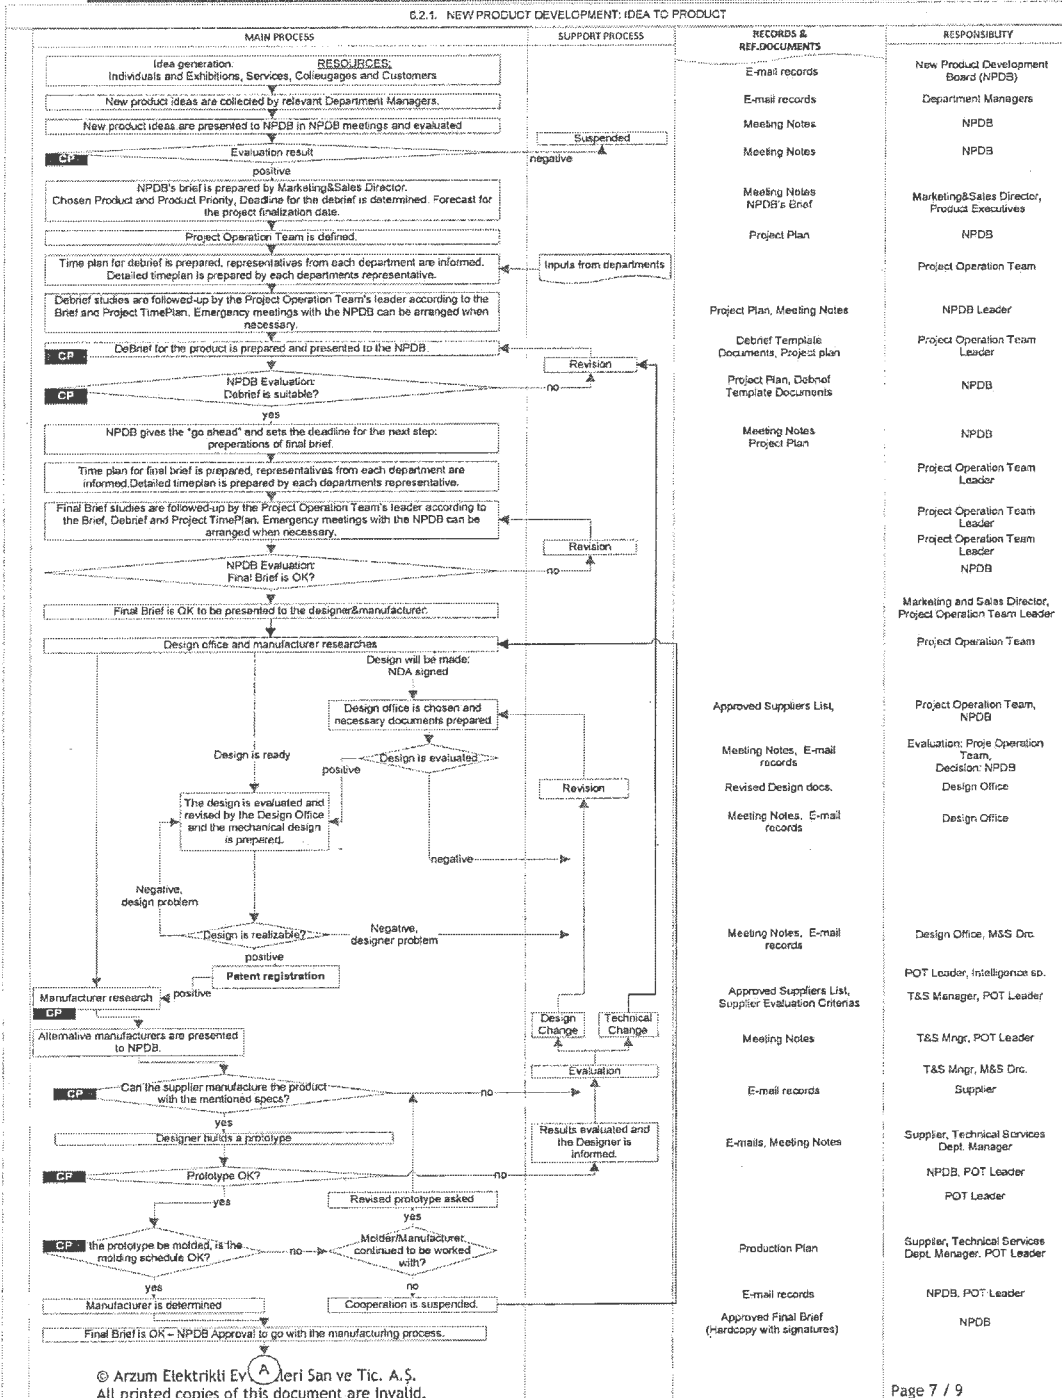 6.2.1. NEW PRODUCT DEVELOPMENT: IDEA TO PRODUCT
MAIN PROCESS
SUPPORT PROCESS
RECORDS &
REF.DOCUMENTS
RESPONSIBLITY
Idea generation: RESOURCES:
Individuals and Exhibitions, Services, Colleugages and Customers
E-mail records
New Product Development
Board (NPDB)
New product ideas are collected by relevant Department Managers.
E-mail records
Department Managers
New product ideas are presented to NPDB in NPDB meetings and evaluated
Meeting Notes
NPDB
Suspended
CP
Evaluation result
negative
Meeting Notes
NPDB
positive
NPDB's brief is prepared by Marketing&Sales Director.
Chosen Product and Product Priority, Deadline for the debrief is determined. Forecast for
the project finalization date.
Meeting Notes
NPDB's Brief
Marketing&Sales Director,
Product Executives
Project Operation Team is defined.
Project Plan
NPDB
Time plan for debrief is prepared, representatives from each department are informed.
Detailed timeplan is prepared by each departments representative.
Inputs from departments
Project Operation Team
Debrief studies are followed-up by the Project Operation Team's leader according to the
Brief and Project TimePlan. Emergency meetings with the NPDB can be arranged when
necessary.
Project Plan, Meeting Notes
NPDB Leader
CP
DeBrief for the product is prepared and presented to the NPDB.
Debrief Template
Documents, Project plan
Project Operation Team
Leader
Revision
CP
NPDB Evaluation:
Debrief is suitable?
no
Project Plan, Debrief
Template Documents
NPDB
yes
NPDB gives the "go ahead" and sets the deadline for the next step:
preperations of final brief.
Meeting Notes
Project Plan
NPDB
Time plan for final brief is prepared, representatives from each department are
informed.Detailed timeplan is prepared by each departments representative.
Project Operation Team
Leader
Final Brief studies are followed-up by the Project Operation Team's leader according to
the Brief, Debrief and Project TimePlan. Emergency meetings with the NPDB can be
arranged when necessary.
Project Operation Team
Leader
Revision
Project Operation Team
Leader
NPDB Evaluation:
Final Brief is OK?
no
NPDB
Final Brief is OK to be presented to the designer&manufacturer.
Marketing and Sales Director,
Project Operation Team Leader
Design office and manufacturer researches
Project Operation Team
Design will be made:
NDA signed
Design office is chosen and
necessary documents prepared
Approved Suppliers List,
Project Operation Team,
NPDB
Design is ready
positive
Design is evaluated
Meeting Notes, E-mail
records
Evaluation: Proje Operation
Team,
Decision: NPDB
Revision
Revised Design docs.
Design Office
The design is evaluated and
revised by the Design Office
and the mechanical design
is prepared.
Meeting Notes, E-mail
records
Design Office
negative
Negative,
design problem
Design is realizable?
Negative,
designer problem
Meeting Notes, E-mail
records
Design Office, M&S Drc.
positive
Patent registration
POT Leader, Intelligence sp.
Manufacturer research
positive
CP
Approved Suppliers List,
Supplier Evaluation Criterias
T&S Manager, POT Leader
Design
Change
Technical
Change
Alternative manufacturers are presented
to NPDB.
Meeting Notes
T&S Mngr, POT Leader
Evaluation
T&S Mngr, M&S Drc.
CP
Can the supplier manufacture the product
with the mentioned specs?
no
E-mail records
Supplier
yes
Designer builds a prototype
Results evaluated and
the Designer is
informed.
E-mails, Meeting Notes
Supplier, Technical Services
Dept. Manager
CP
Prototype OK?
no
NPDB, POT Leader
yes
Revised prototype asked
POT Leader
yes
CP
the prototype be molded, is the
molding schedule OK?
no
Molder/Manufacturer
continued to be worked
with?
Production Plan
Supplier, Technical Services
Dept. Manager. POT Leader
yes
no
Manufacturer is determined
Cooperation is suspended.
E-mail records
NPDB, POT Leader
Final Brief is OK – NPDB Approval to go with the manufacturing process.
Approved Final Brief
(Hardcopy with signatures)
NPDB
A
© Arzum Elektrikli Ev leri San ve Tic. A.Ş.
All printed copies of this document are invalid.
Page 7 / 9